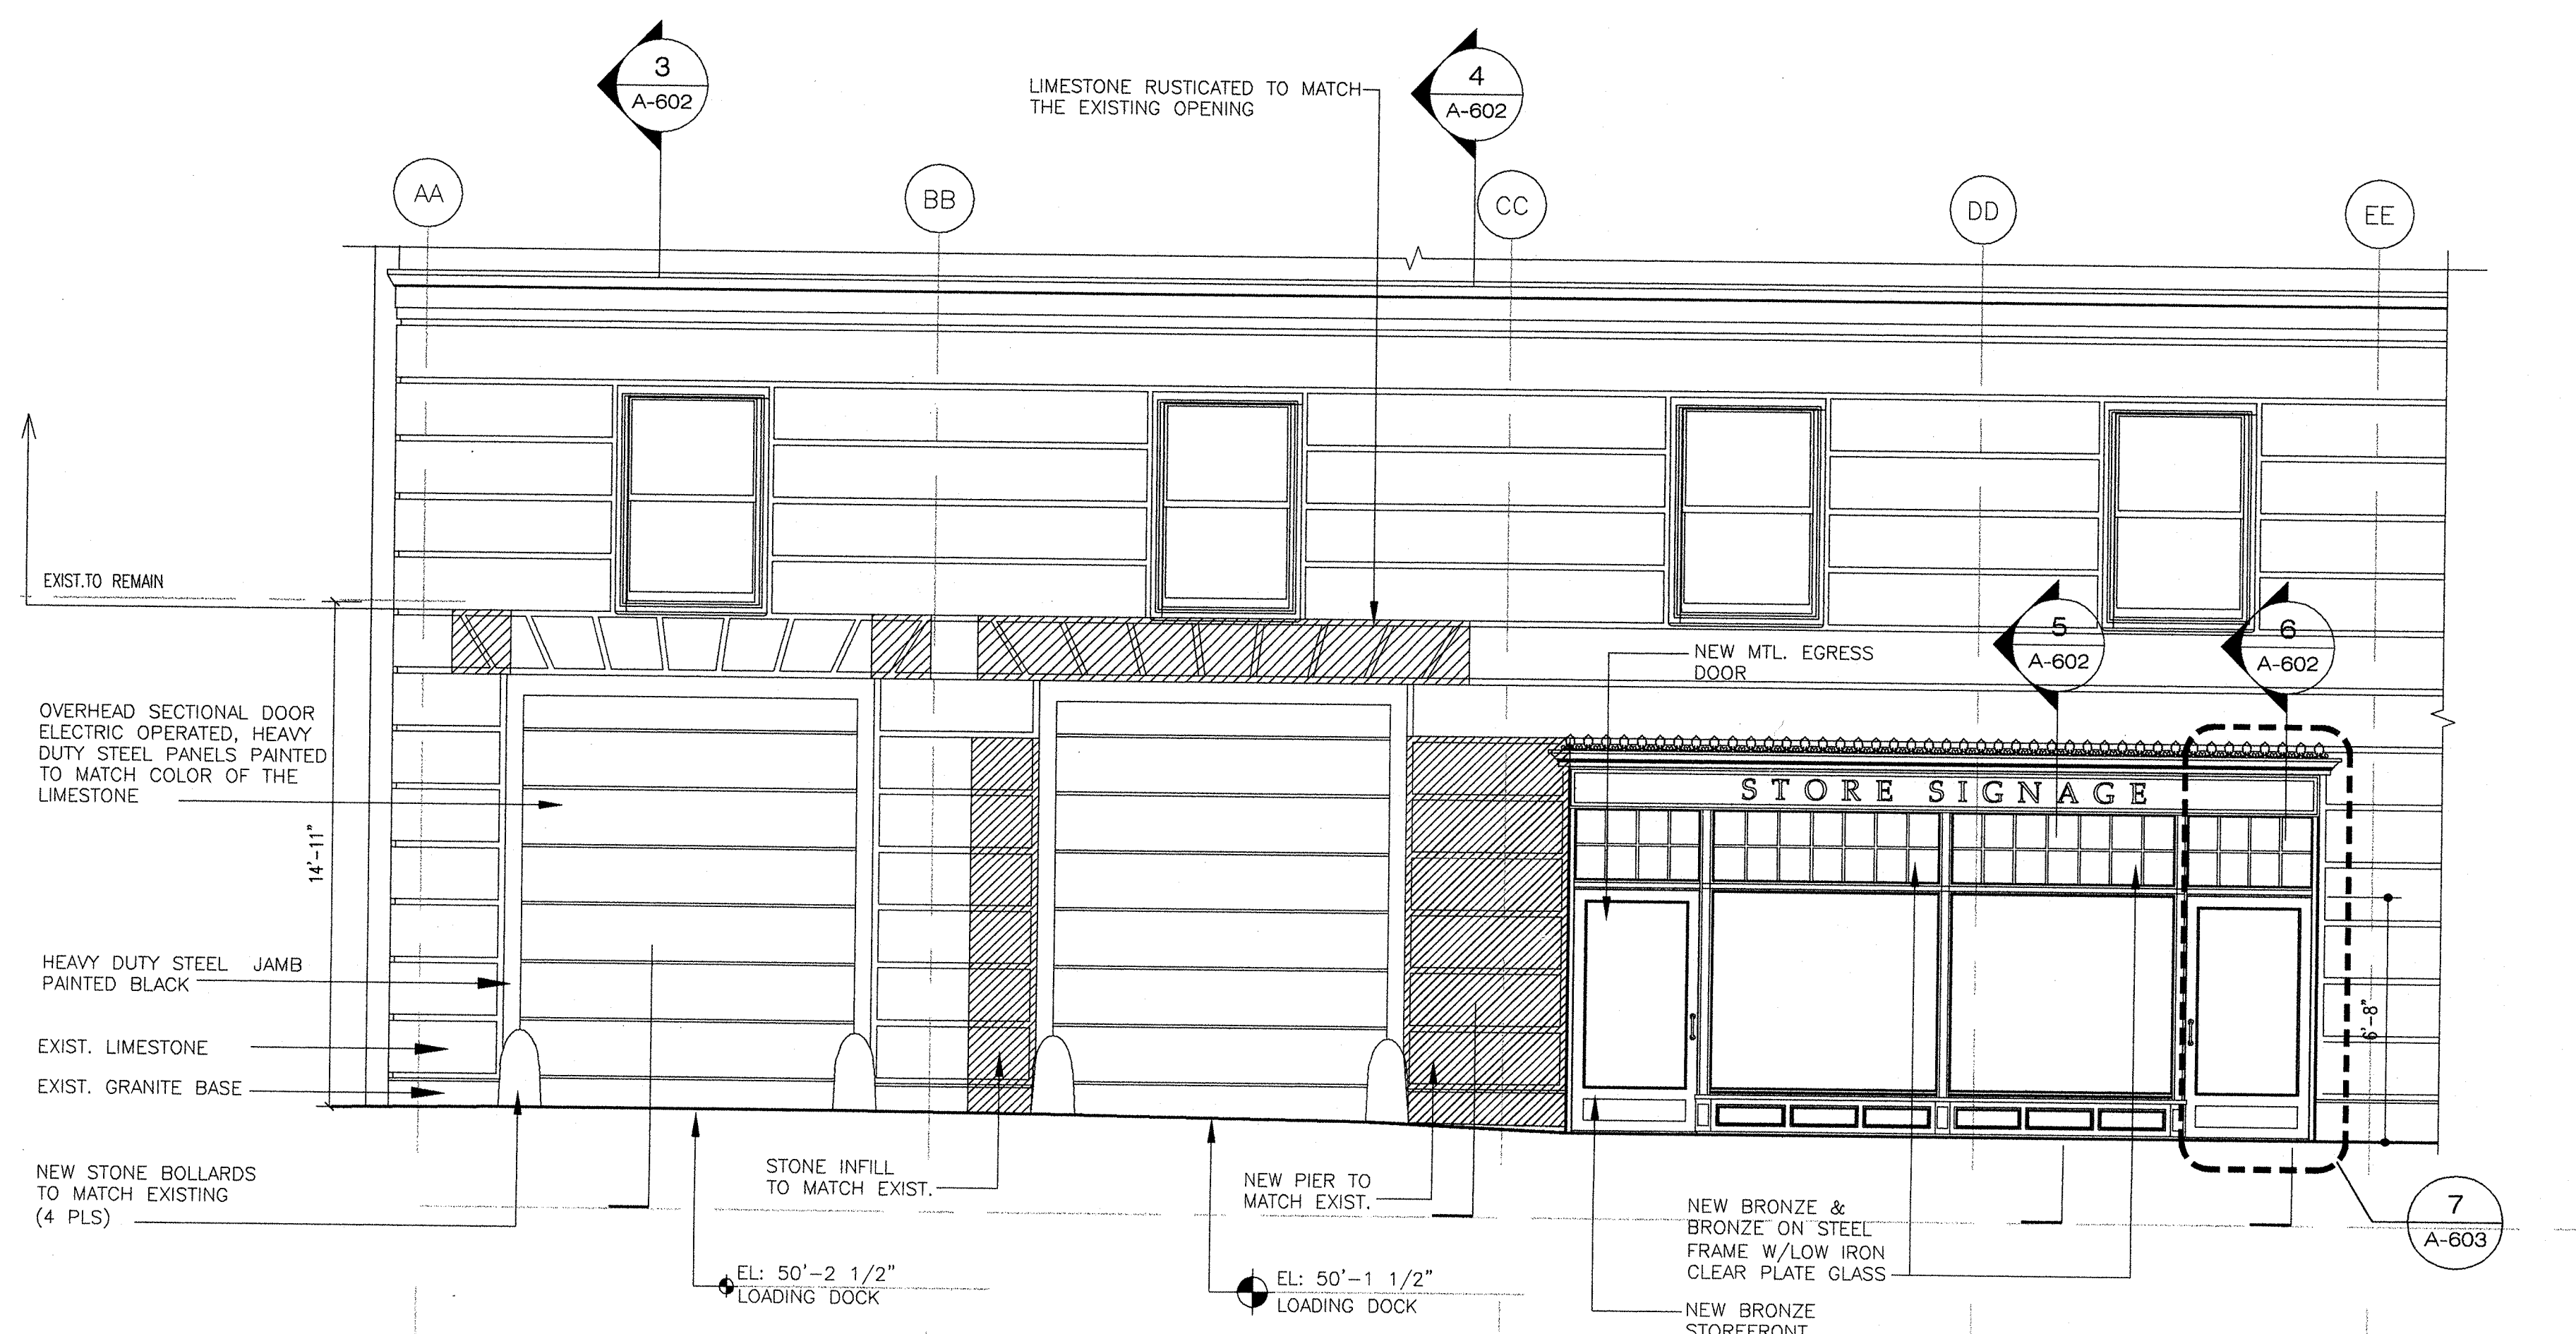 3
A-602
LIMESTONE RUSTICATED TO MATCH
THE EXISTING OPENING
4
A-602
AA
BB
CC
DD
EE
EXIST.TO REMAIN
5
A-602
6
A-602
NEW MTL. EGRESS
DOOR
OVERHEAD SECTIONAL DOOR
ELECTRIC OPERATED, HEAVY
DUTY STEEL PANELS PAINTED
TO MATCH COLOR OF THE
LIMESTONE
STORE SIGNAGE
14'-11"
HEAVY DUTY STEEL JAMB
PAINTED BLACK
6'-8"
EXIST. LIMESTONE
EXIST. GRANITE BASE
NEW STONE BOLLARDS
TO MATCH EXISTING
(4 PLS)
STONE INFILL
TO MATCH EXIST.
NEW PIER TO
MATCH EXIST.
NEW BRONZE &
BRONZE ON STEEL
FRAME W/LOW IRON
CLEAR PLATE GLASS
7
A-603
EL: 50'-2 1/2"
LOADING DOCK
EL: 50'-1 1/2"
LOADING DOCK
NEW BRONZE
STOREFRONT